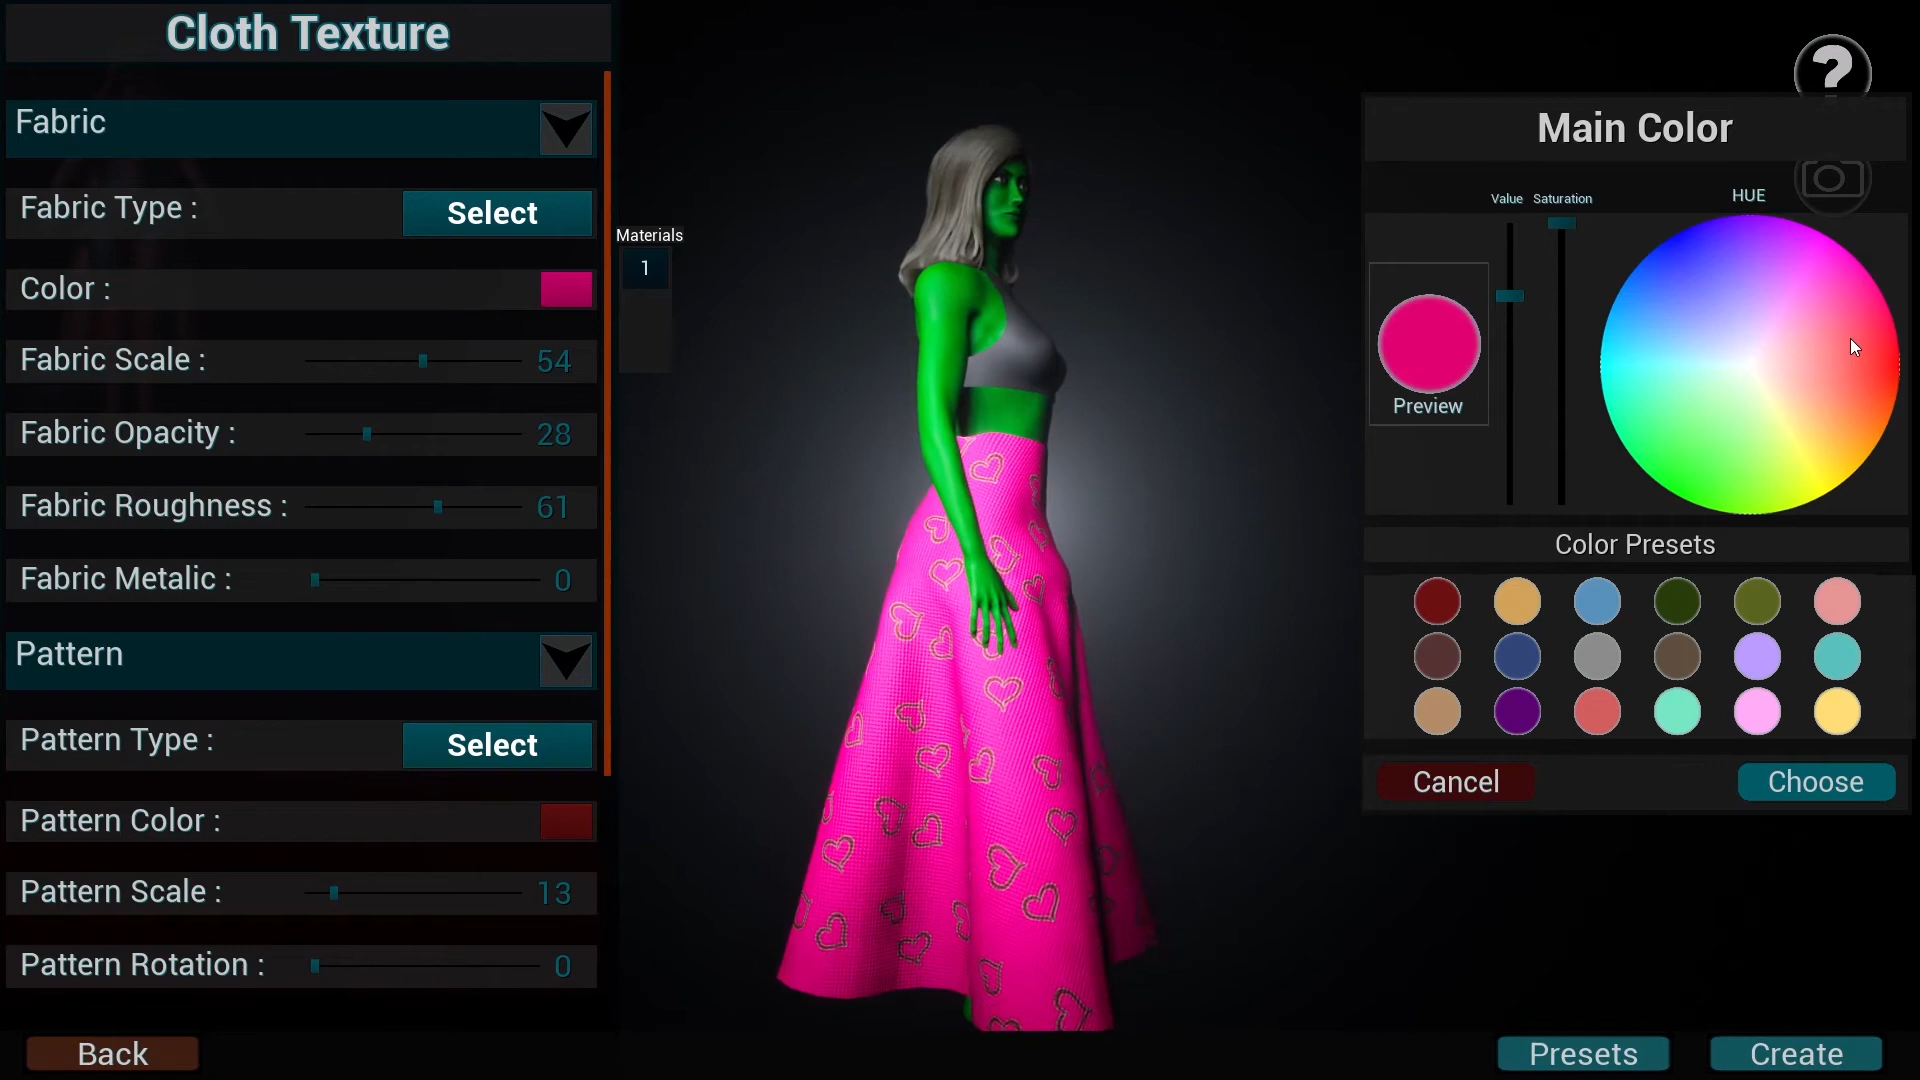 Cloth Texture
Fabric
Fabric Type :
Select
Color :
Fabric Scale :
54
Fabric Opacity :
28
Fabric Roughness :
61
Fabric Metalic :
0
Pattern
Pattern Type :
Select
Pattern Color :
Pattern Scale :
13
Pattern Rotation :
0
Back
Materials
1
?
Main Color
Value
Saturation
HUE
Preview
Color Presets
Cancel
Choose
Presets
Create